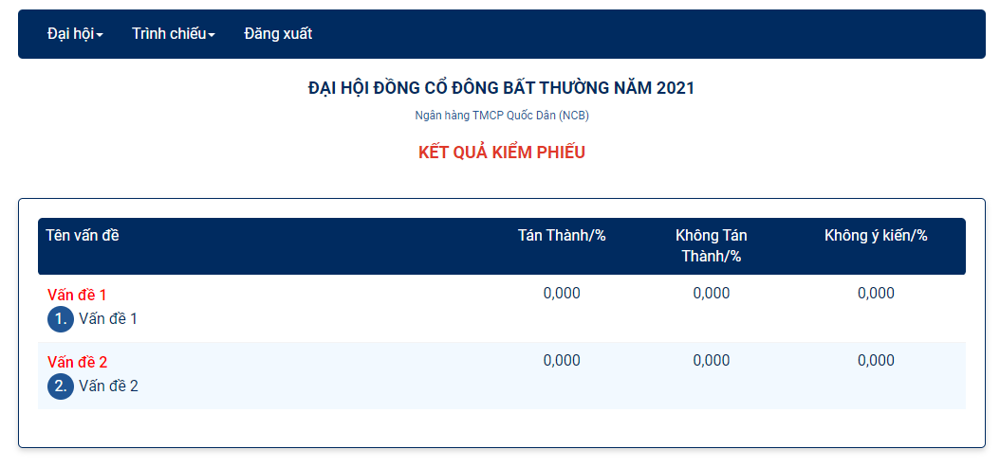 Đại hội Trình chiếu Đăng xuất
ĐẠI HỘI ĐỒNG CỔ ĐÔNG BẤT THƯỜNG NĂM 2021
Ngân hàng TMCP Quốc Dân (NCB)
KẾT QUẢ KIỂM PHIẾU
Tên vấn đề Tán Thành/% Không Tán Không ý kiến/%
Thành/%
Vấn đề 1 0,000 0,000 0,000
1. Vấn đề 1
Vấn đề 2 0,000 0,000 0,000
2. Vấn đề 2